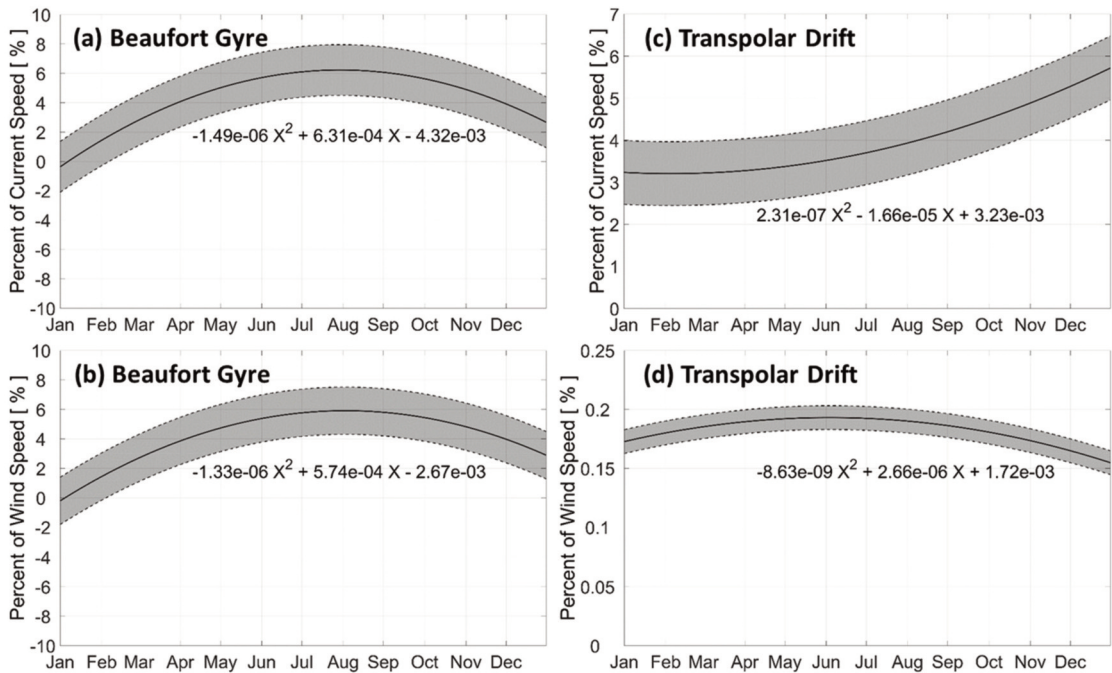 (a) Beaufort Gyre
Percent of Current Speed [ % ]
10
8
6
4
2
0
-2
-4
-6
-8
-10
-1.49e-06 X² + 6.31e-04 X - 4.32e-03
Jan Feb Mar Apr May Jun Jul Aug Sep Oct Nov Dec
(c) Transpolar Drift
Percent of Current Speed [ % ]
7
6
5
4
3
2
1
0
2.31e-07 X² - 1.66e-05 X + 3.23e-03
Jan Feb Mar Apr May Jun Jul Aug Sep Oct Nov Dec
(b) Beaufort Gyre
Percent of Wind Speed [ % ]
10
8
6
4
2
0
-2
-4
-6
-8
-10
-1.33e-06 X² + 5.74e-04 X - 2.67e-03
Jan Feb Mar Apr May Jun Jul Aug Sep Oct Nov Dec
(d) Transpolar Drift
Percent of Wind Speed [ % ]
0.25
0.2
0.15
0.1
0.05
0
-8.63e-09 X² + 2.66e-06 X + 1.72e-03
Jan Feb Mar Apr May Jun Jul Aug Sep Oct Nov Dec